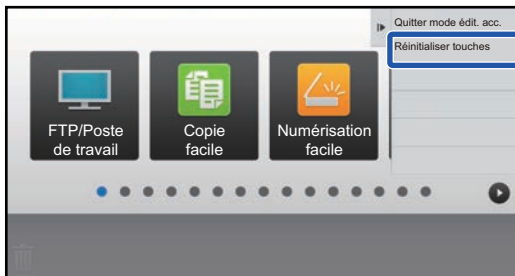 Quitter mode édit. acc.
Réinitialiser touches
FTP/Poste
de travail
Copie
facile
Numérisation
facile